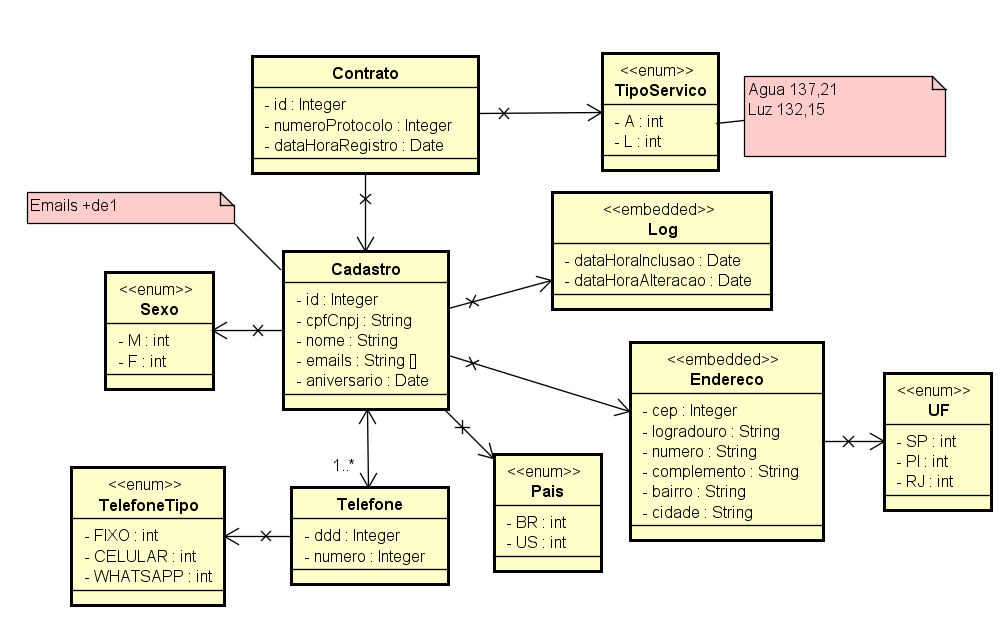 Contrato
- id : Integer
- numeroProtocolo : Integer
- dataHoraRegistro : Date
<<enum>>
TipoServico
- A : int
- L : int
Agua 137,21
Luz 132,15
Emails +de1
<<embedded>>
Log
- dataHoraInclusao : Date
- dataHoraAlteracao : Date
Cadastro
- id : Integer
- cpfCnpj : String
- nome : String
- emails : String []
- aniversario : Date
<<enum>>
Sexo
- M : int
- F : int
<<embedded>>
Endereco
- cep : Integer
- logradouro : String
- numero : String
- complemento : String
- bairro : String
- cidade : String
<<enum>>
UF
- SP : int
- PI : int
- RJ : int
1..*
<<enum>>
TelefoneTipo
- FIXO : int
- CELULAR : int
- WHATSAPP : int
Telefone
- ddd : Integer
- numero : Integer
<<enum>>
Pais
- BR : int
- US : int